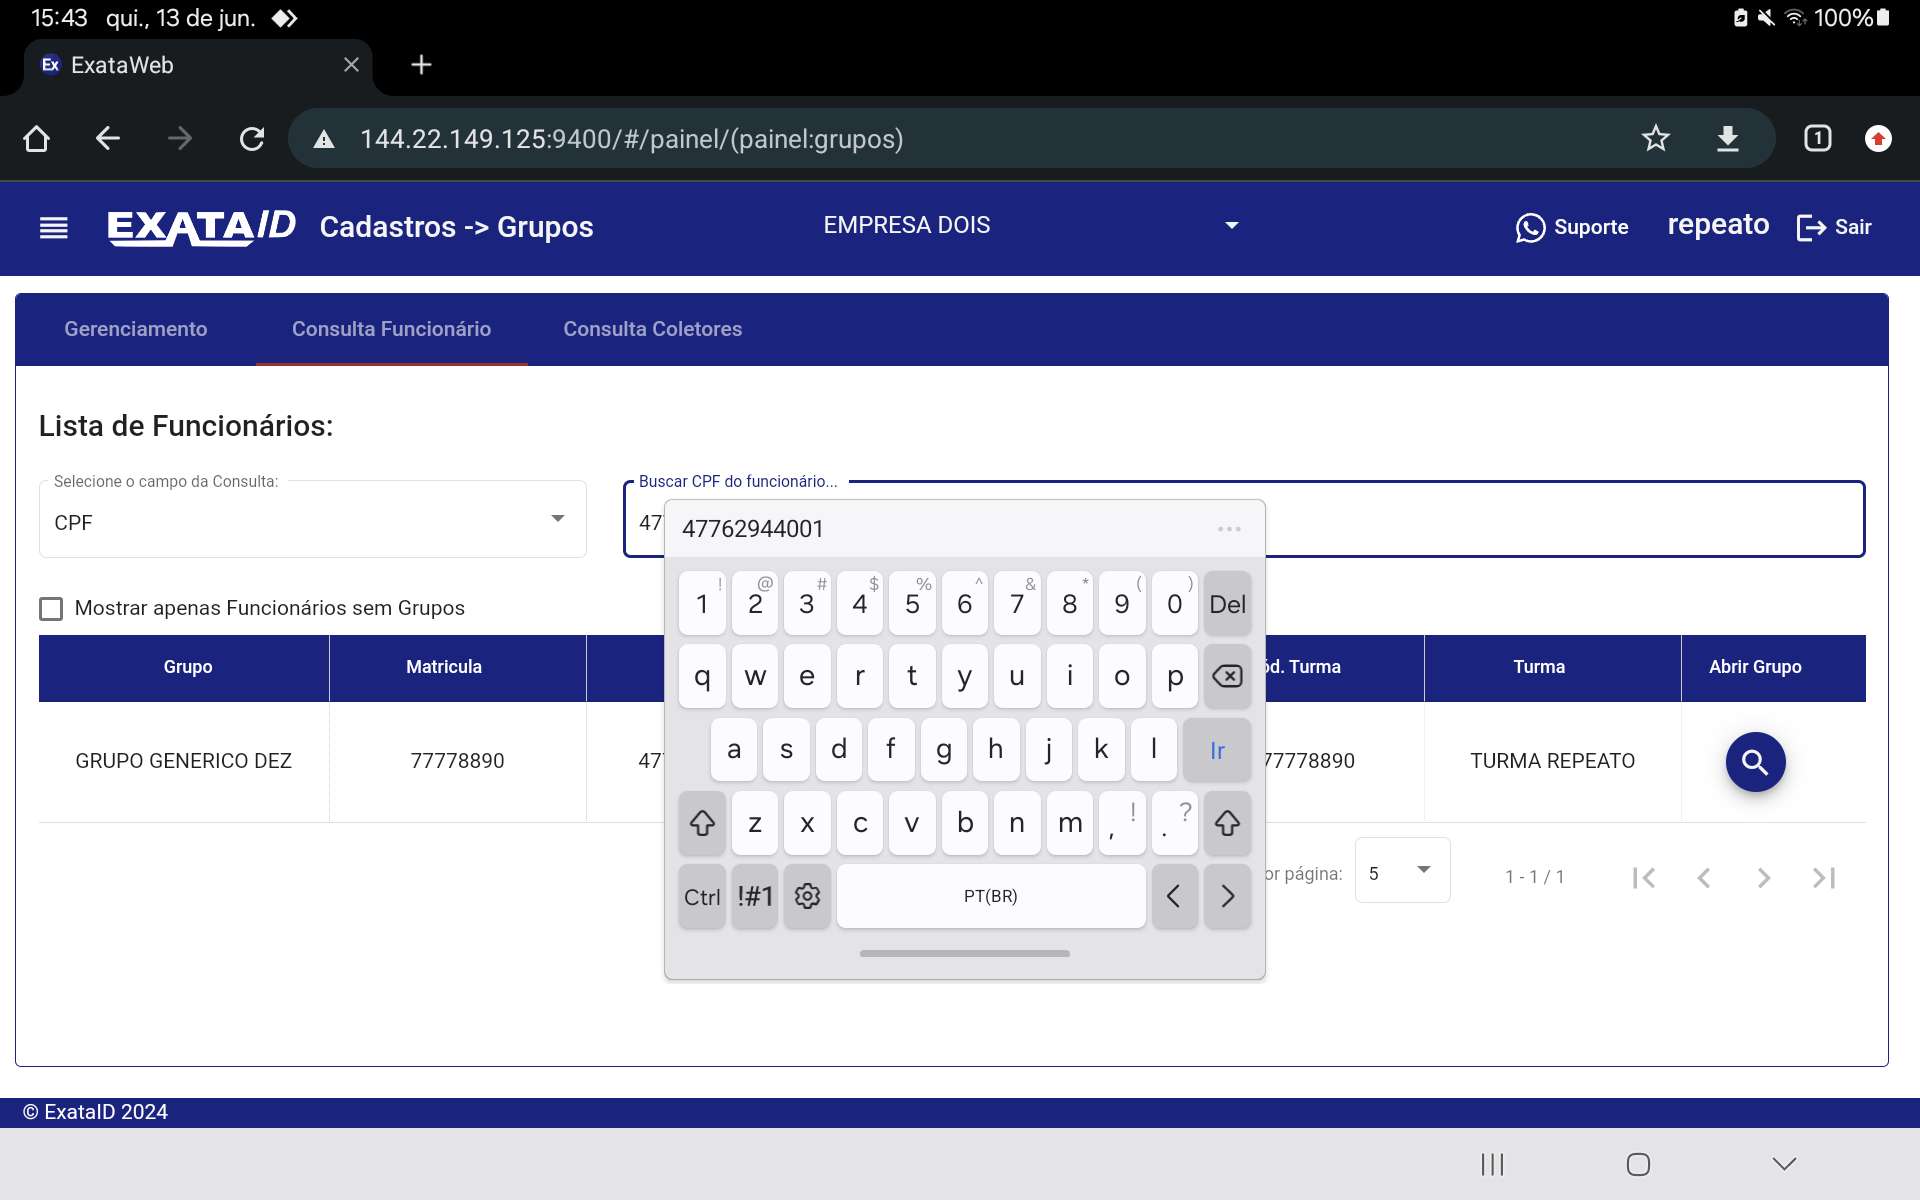 15:43 qui., 13 de jun. 100%
Ex ExataWeb
144.22.149.125:9400/#/painel/(painel:grupos) 1
EXATAID Cadastros -> Grupos EMPRESA DOIS Suporte repeato Sair
Gerenciamento Consulta Funcionário Consulta Coletores
Lista de Funcionários:
Selecione o campo da Consulta: Buscar CPF do funcionário...
CPF 47
47762944001
Mostrar apenas Funcionários sem Grupos
Grupo Matricula d. Turma Turma Abrir Grupo
GRUPO GENERICO DEZ 77778890 47 77778890 TURMA REPEATO
or página: 5 1 - 1 / 1
! @ # $ % ^ & * ( )
1 2 3 4 5 6 7 8 9 0 Del
q w e r t y u i o p
a s d f g h j k l Ir
z x c v b n m , ! . ?
Ctrl !#1 PT(BR) < >
© ExataID 2024